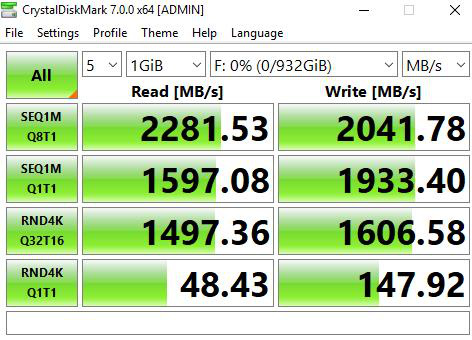 CrystalDiskMark 7.0.0 x64 [ADMIN]
File Settings Profile Theme Help Language
All 5 1GiB F: 0% (0/932GiB) MB/s
Read [MB/s] Write [MB/s]
SEQ1M
Q8T1 2281.53 2041.78
SEQ1M
Q1T1 1597.08 1933.40
RND4K
Q32T16 1497.36 1606.58
RND4K
Q1T1 48.43 147.92